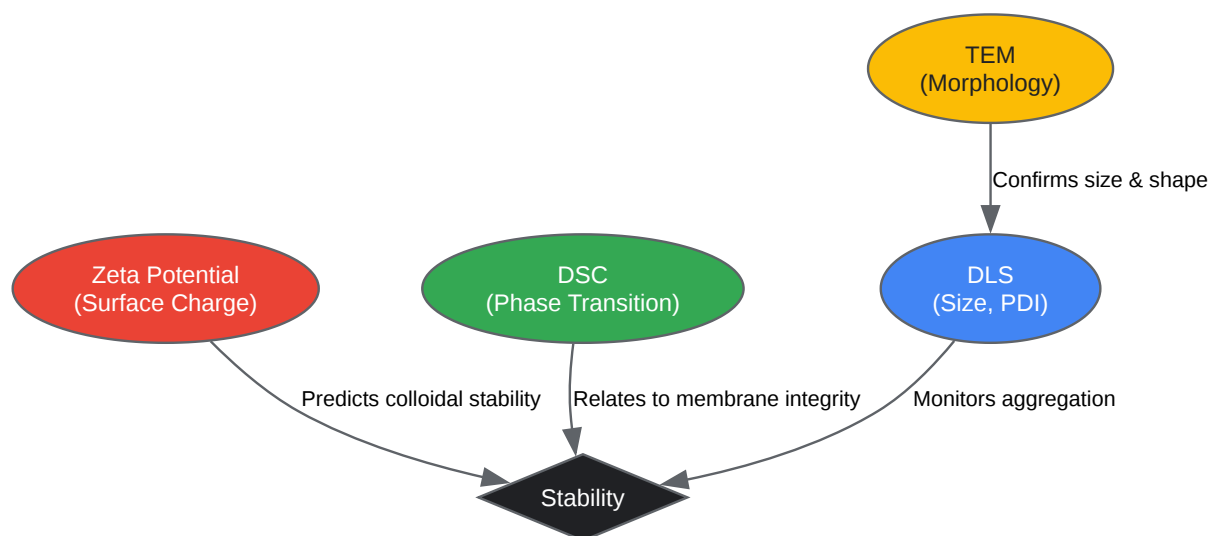 TEM
(Morphology)
Confirms size & shape
Zeta Potential
(Surface Charge)
DSC
(Phase Transition)
DLS
(Size, PDI)
Predicts colloidal stability
Relates to membrane integrity
Monitors aggregation
Stability